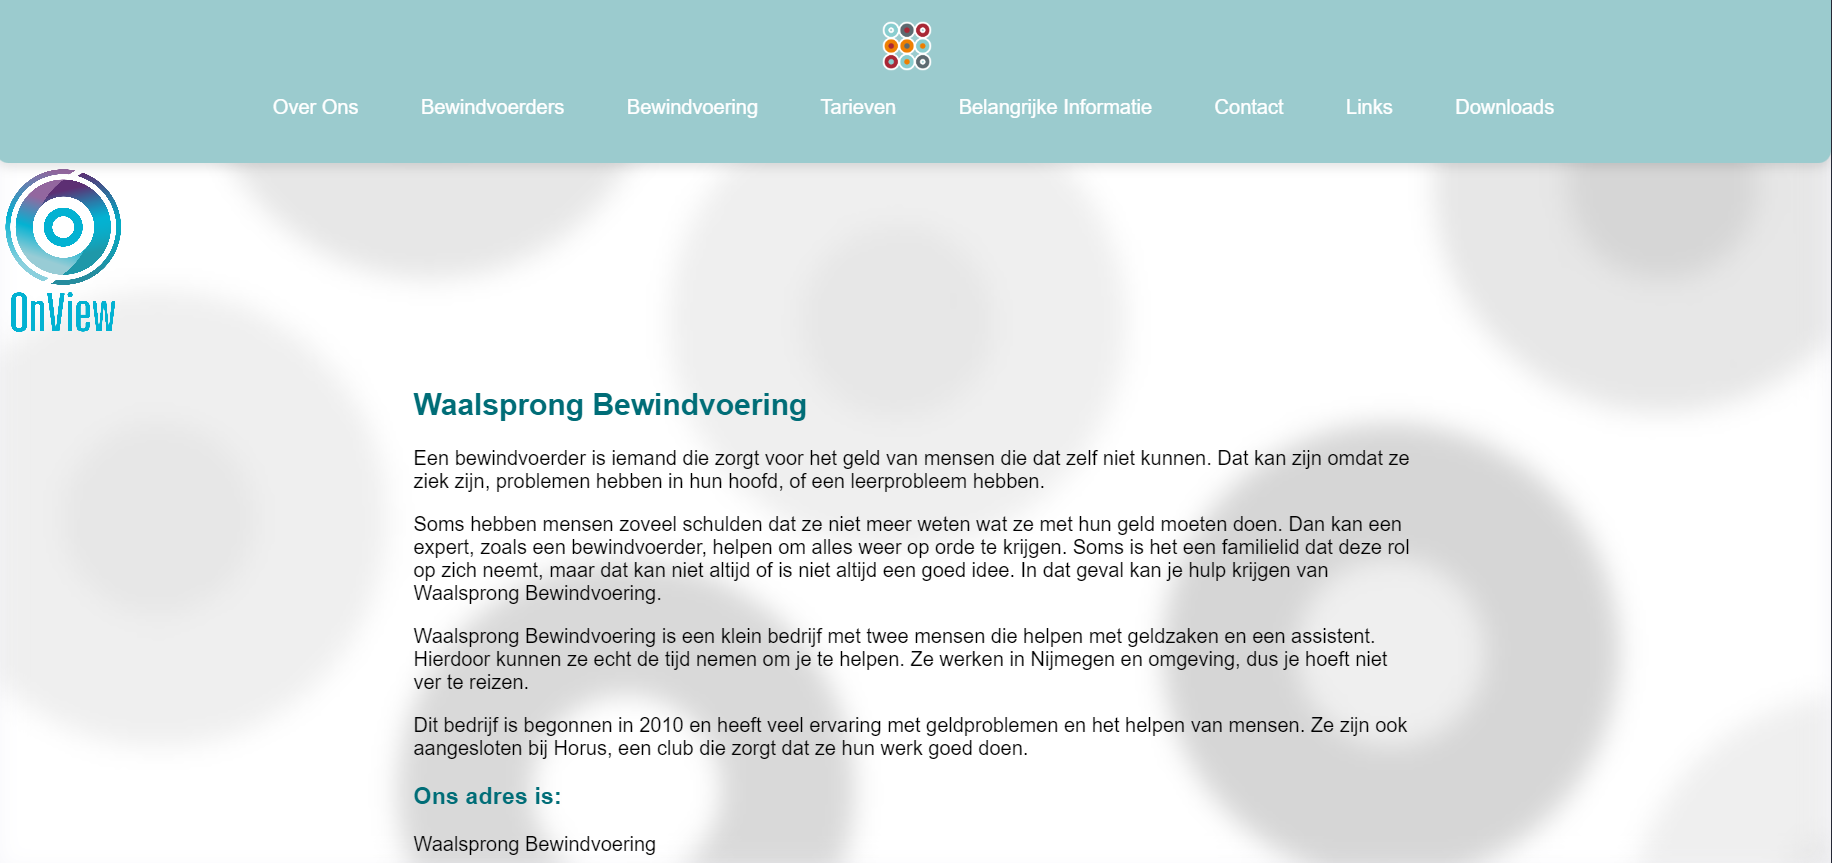 Over Ons Bewindvoerders Bewindvoering Tarieven Belangrijke Informatie Contact Links Downloads
OnView
Waalsprong Bewindvoering
Een bewindvoerder is iemand die zorgt voor het geld van mensen die dat zelf niet kunnen. Dat kan zijn omdat ze
ziek zijn, problemen hebben in hun hoofd, of een leerprobleem hebben.
Soms hebben mensen zoveel schulden dat ze niet meer weten wat ze met hun geld moeten doen. Dan kan een
expert, zoals een bewindvoerder, helpen om alles weer op orde te krijgen. Soms is het een familielid dat deze rol
op zich neemt, maar dat kan niet altijd of is niet altijd een goed idee. In dat geval kan je hulp krijgen van
Waalsprong Bewindvoering.
Waalsprong Bewindvoering is een klein bedrijf met twee mensen die helpen met geldzaken en een assistent.
Hierdoor kunnen ze echt de tijd nemen om je te helpen. Ze werken in Nijmegen en omgeving, dus je hoeft niet
ver te reizen.
Dit bedrijf is begonnen in 2010 en heeft veel ervaring met geldproblemen en het helpen van mensen. Ze zijn ook
aangesloten bij Horus, een club die zorgt dat ze hun werk goed doen.
Ons adres is:
Waalsprong Bewindvoering